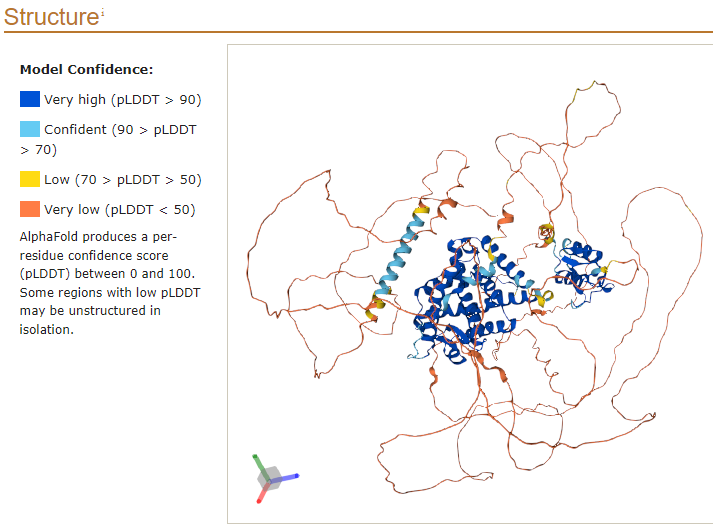 Structureⁱ
Model Confidence:
Very high (pLDDT > 90)
Confident (90 > pLDDT
> 70)
Low (70 > pLDDT > 50)
Very low (pLDDT < 50)
AlphaFold produces a per-
residue confidence score
(pLDDT) between 0 and 100.
Some regions with low pLDDT
may be unstructured in
isolation.